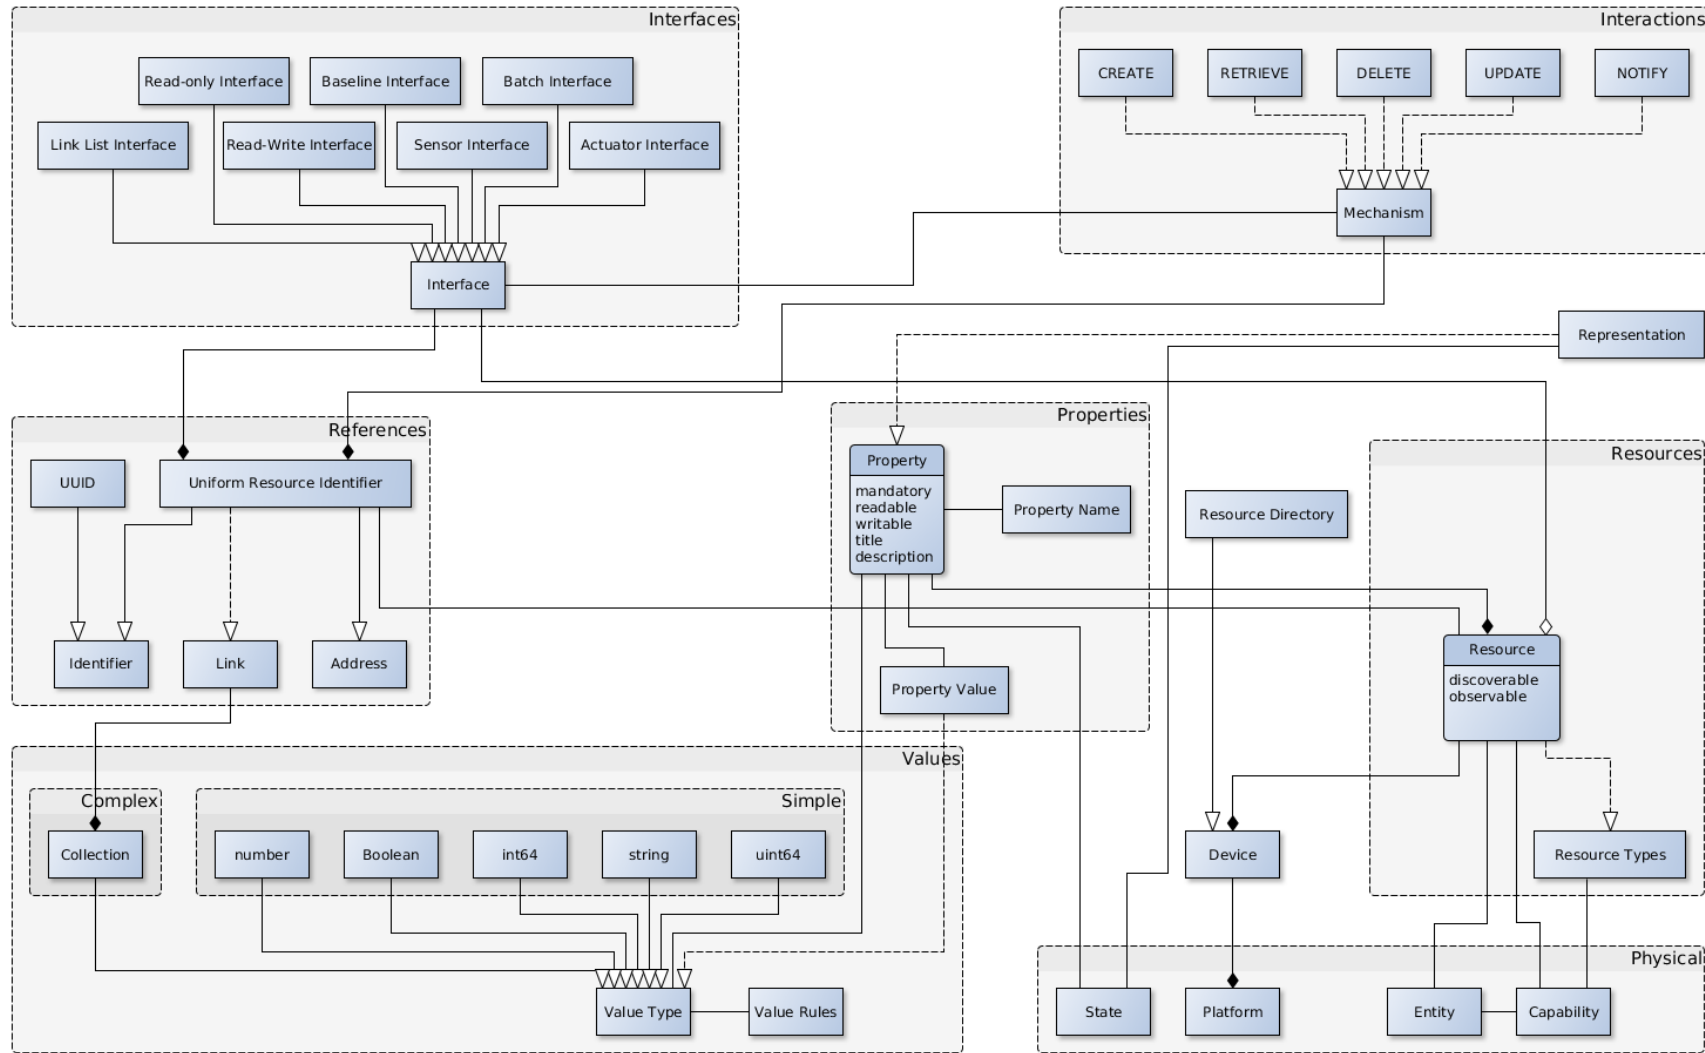 Interfaces
Interactions
Read-only Interface
Baseline Interface
Batch Interface
CREATE
RETRIEVE
DELETE
UPDATE
NOTIFY
Link List Interface
Read-Write Interface
Sensor Interface
Actuator Interface
Mechanism
Interface
Representation
References
Properties
Resources
UUID
Uniform Resource Identifier
Property
mandatory
readable
writable
title
description
Property Name
Resource Directory
Identifier
Link
Address
Property Value
Resource
discoverable
observable
Values
Complex
Simple
Collection
number
Boolean
int64
string
uint64
Device
Resource Types
Physical
Value Type
Value Rules
State
Platform
Entity
Capability